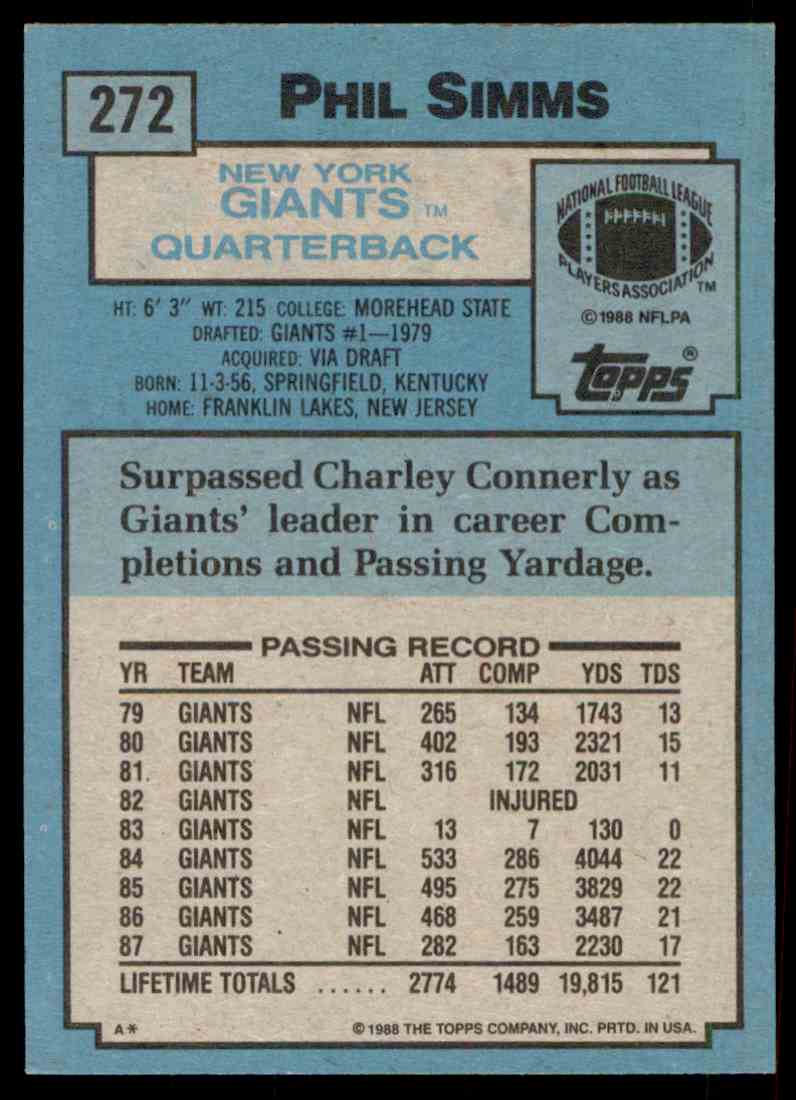 272
PHIL SIMMS
NEW YORK
GIANTS TM
QUARTERBACK
NATIONAL FOOTBALL LEAGUE
PLAYERS ASSOCIATION TM
© 1988 NFLPA
topps ®
HT: 6' 3" WT: 215 COLLEGE: MOREHEAD STATE
DRAFTED: GIANTS #1—1979
ACQUIRED: VIA DRAFT
BORN: 11-3-56, SPRINGFIELD, KENTUCKY
HOME: FRANKLIN LAKES, NEW JERSEY
Surpassed Charley Connerly as
Giants' leader in career Com-
pletions and Passing Yardage.
PASSING RECORD
YR TEAM ATT COMP YDS TDS
79 GIANTS NFL 265 134 1743 13
80 GIANTS NFL 402 193 2321 15
81. GIANTS NFL 316 172 2031 11
82 GIANTS NFL INJURED
83 GIANTS NFL 13 7 130 0
84 GIANTS NFL 533 286 4044 22
85 GIANTS NFL 495 275 3829 22
86 GIANTS NFL 468 259 3487 21
87 GIANTS NFL 282 163 2230 17
LIFETIME TOTALS ...... 2774 1489 19,815 121
A* © 1988 THE TOPPS COMPANY, INC. PRTD. IN USA.